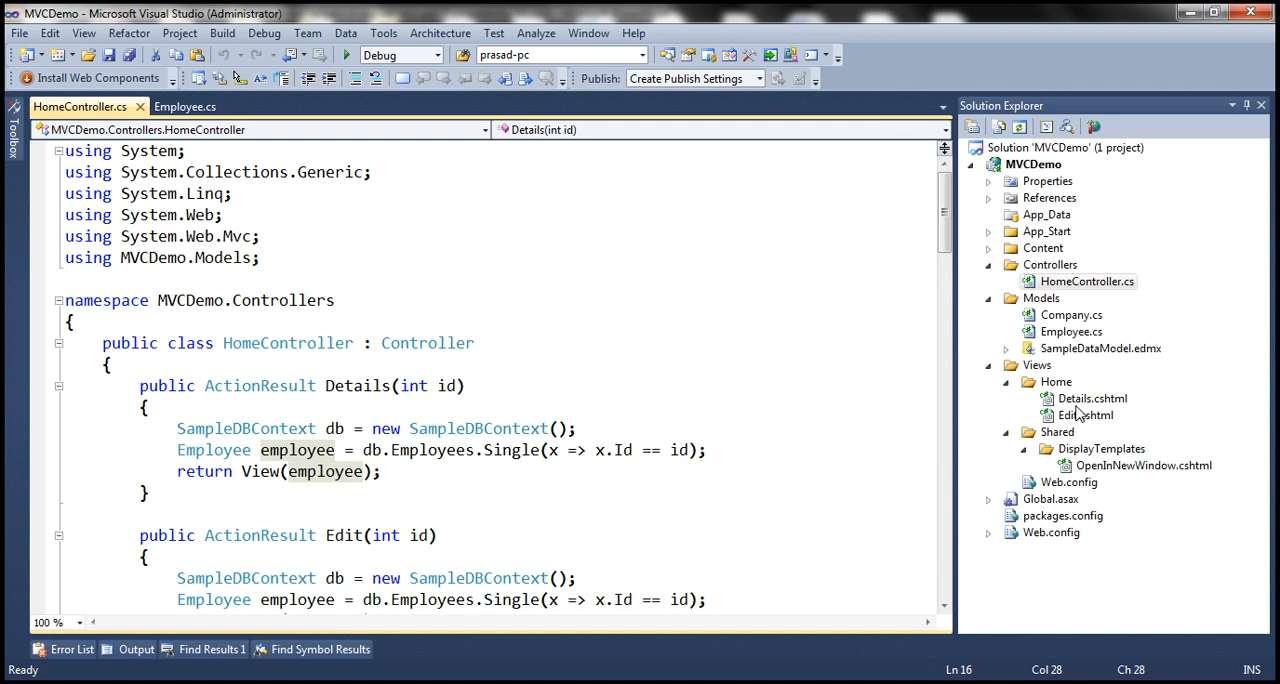 MVCDemo - Microsoft Visual Studio (Administrator)
File Edit View Refactor Project Build Debug Team Data Tools Architecture Test Analyze Window Help
Debug prasad-pc
Install Web Components Publish: Create Publish Settings
HomeController.cs Employee.cs
MVCDemo.Controllers.HomeController Details(int id)
Toolbox
using System;
using System.Collections.Generic;
using System.Linq;
using System.Web;
using System.Web.Mvc;
using MVCDemo.Models;
namespace MVCDemo.Controllers
{
public class HomeController : Controller
{
public ActionResult Details(int id)
{
SampleDBContext db = new SampleDBContext();
Employee employee = db.Employees.Single(x => x.Id == id);
return View(employee);
}
public ActionResult Edit(int id)
{
SampleDBContext db = new SampleDBContext();
Employee employee = db.Employees.Single(x => x.Id == id);
100 %
Solution Explorer
Solution 'MVCDemo' (1 project)
MVCDemo
Properties
References
App_Data
App_Start
Content
Controllers
HomeController.cs
Models
Company.cs
Employee.cs
SampleDataModel.edmx
Views
Home
Details.cshtml
Edit.cshtml
Shared
DisplayTemplates
OpenInNewWindow.cshtml
Web.config
Global.asax
packages.config
Web.config
Error List Output Find Results 1 Find Symbol Results
Ready Ln 16 Col 28 Ch 28 INS